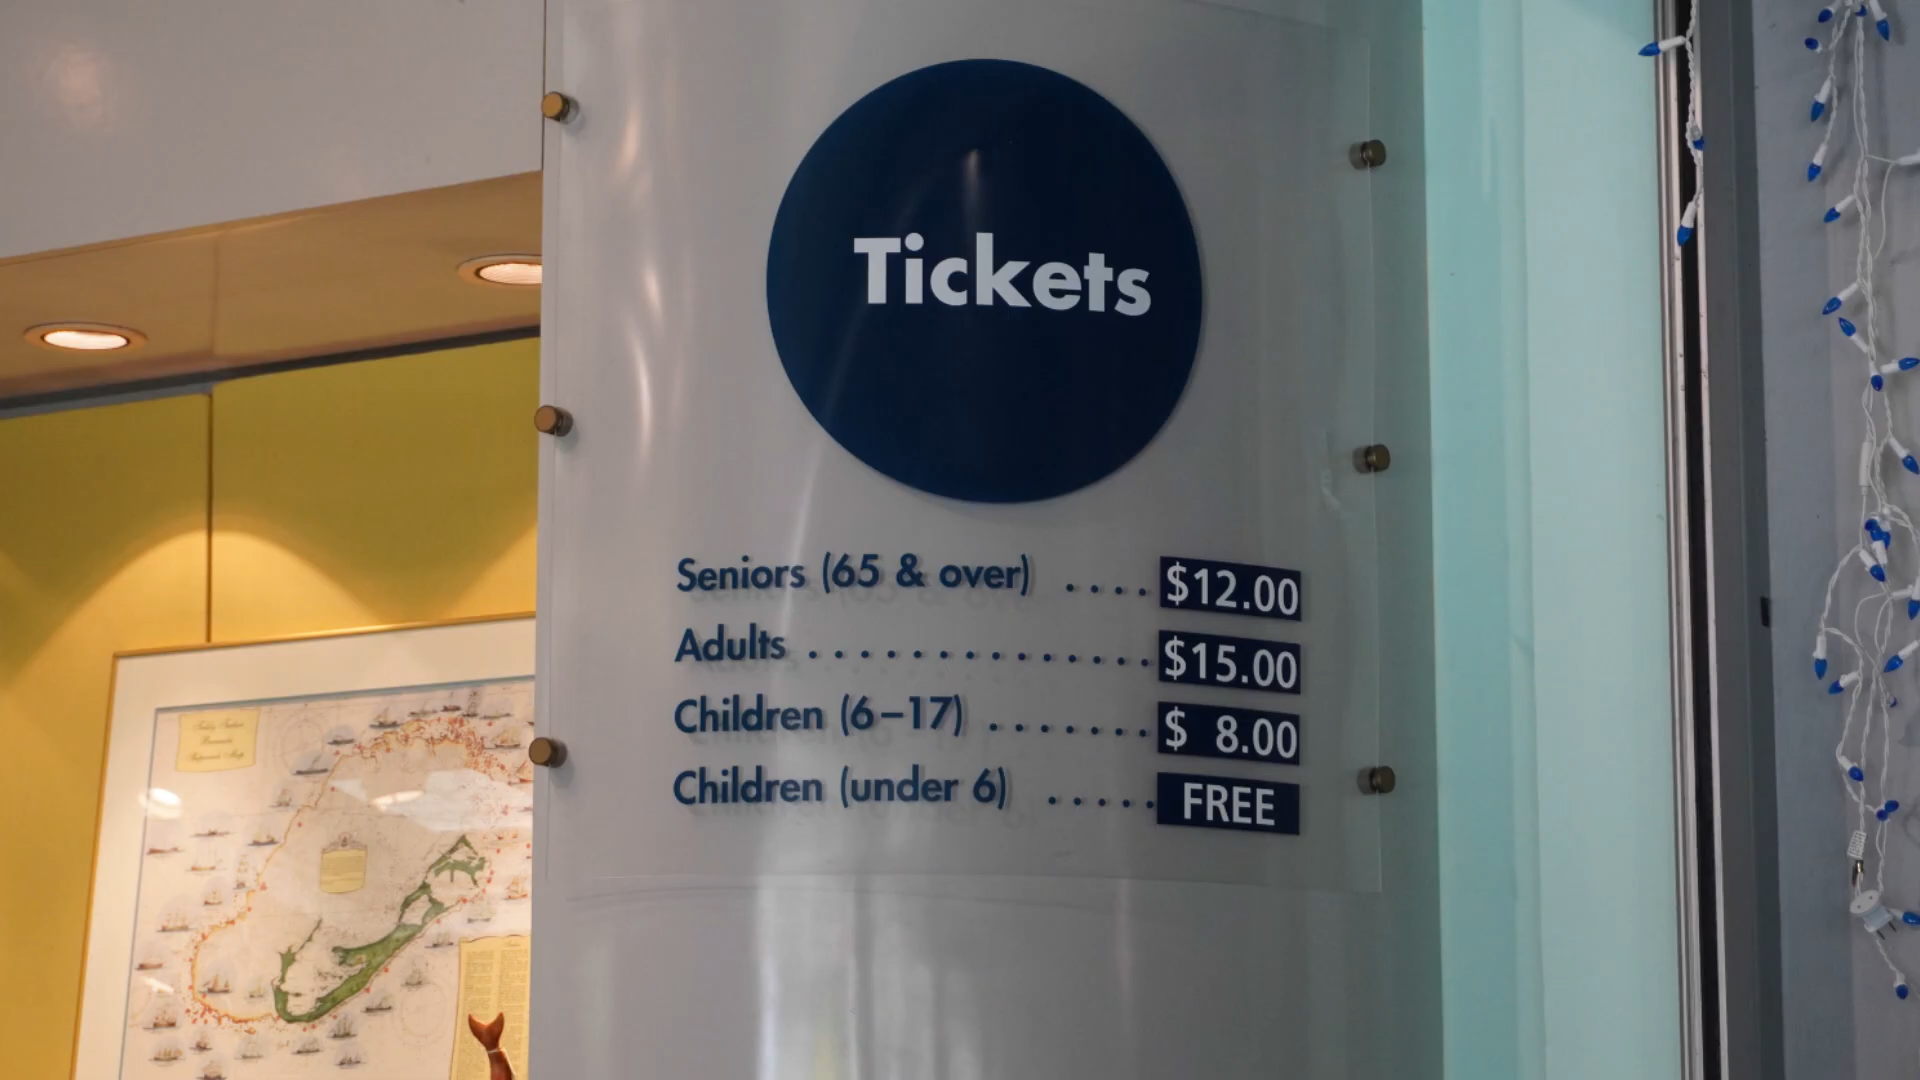 Tickets
Seniors (65 & over) .... $12.00
Adults .............. $15.00
Children (6–17) ....... $ 8.00
Children (under 6) ..... FREE